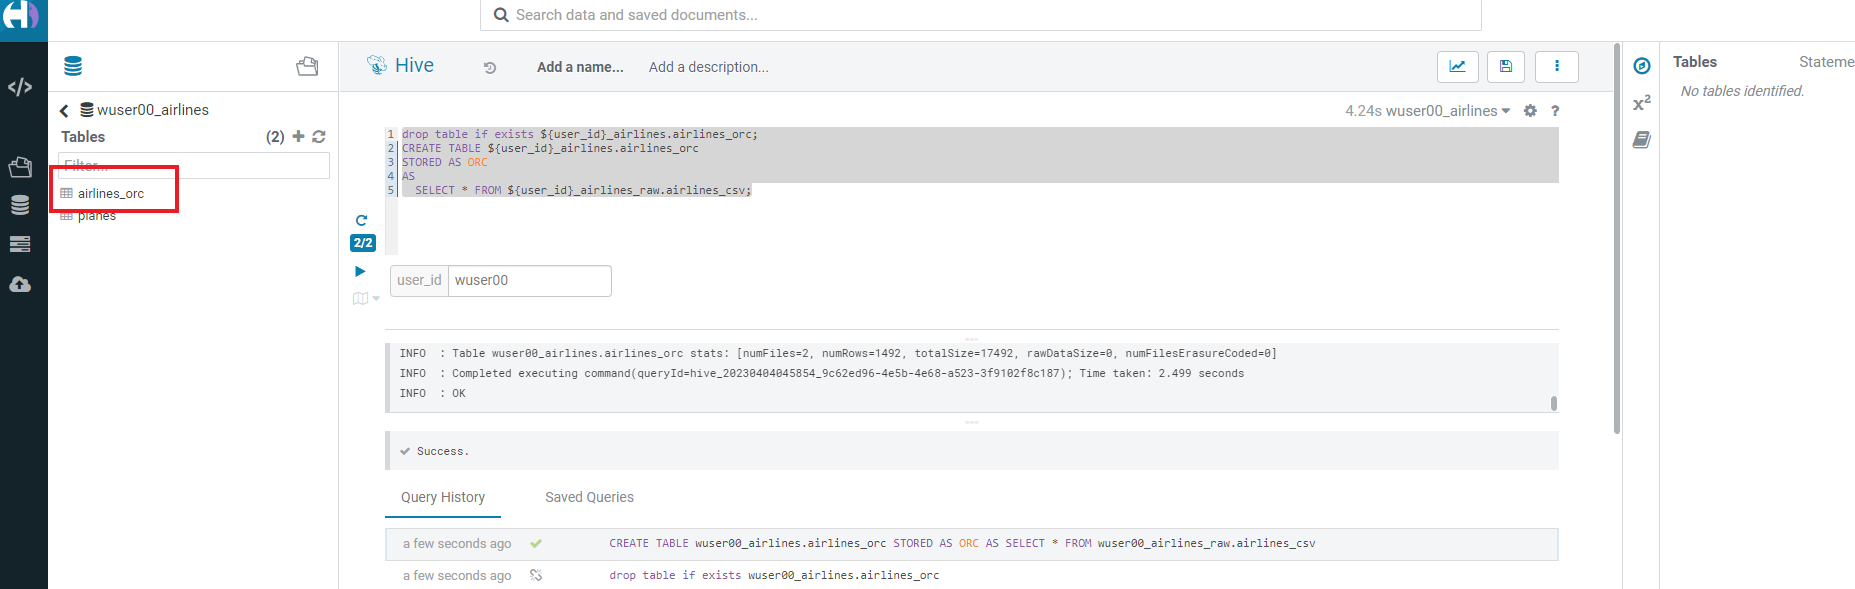 Search data and saved documents...
wuser00_airlines
Tables
(2)
Filter...
airlines_orc
planes
Hive
Add a name...
Add a description...
4.24s wuser00_airlines
?
1 drop table if exists ${user_id}_airlines.airlines_orc;
2 CREATE TABLE ${user_id}_airlines.airlines_orc
3 STORED AS ORC
4 AS
5 SELECT * FROM ${user_id}_airlines_raw.airlines_csv;
2/2
user_id wuser00
INFO : Table wuser00_airlines.airlines_orc stats: [numFiles=2, numRows=1492, totalSize=17492, rawDataSize=0, numFilesErasureCoded=0]
INFO : Completed executing command(queryId=hive_20230404045854_9c62ed96-4e5b-4e68-a523-3f9102f8c187); Time taken: 2.499 seconds
INFO : OK
Success.
Query History
Saved Queries
a few seconds ago CREATE TABLE wuser00_airlines.airlines_orc STORED AS ORC AS SELECT * FROM wuser00_airlines_raw.airlines_csv
a few seconds ago drop table if exists wuser00_airlines.airlines_orc
Tables
Stateme
No tables identified.
x²